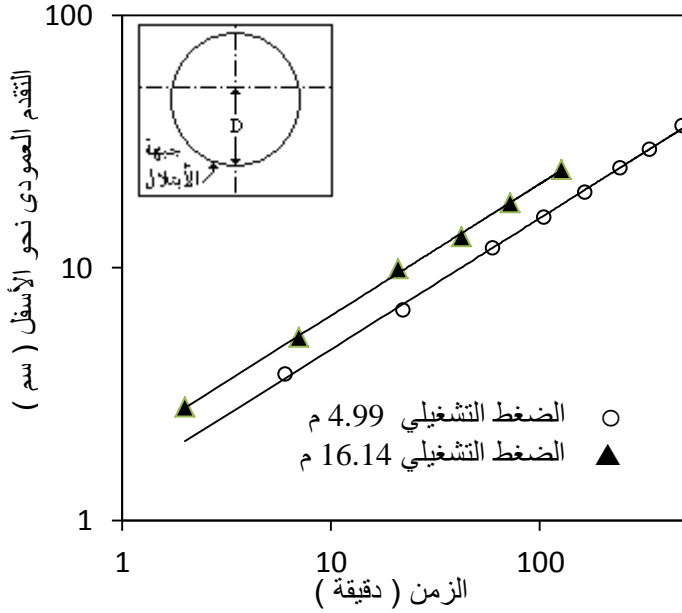 100
10
1
التقدم العمودى نحو الأسفل ( سم )
D
جبهة
الأبتلال
الضغط التشغيلي 4.99 م
الضغط التشغيلي 16.14 م
1
10
100
الزمن ( دقيقة )